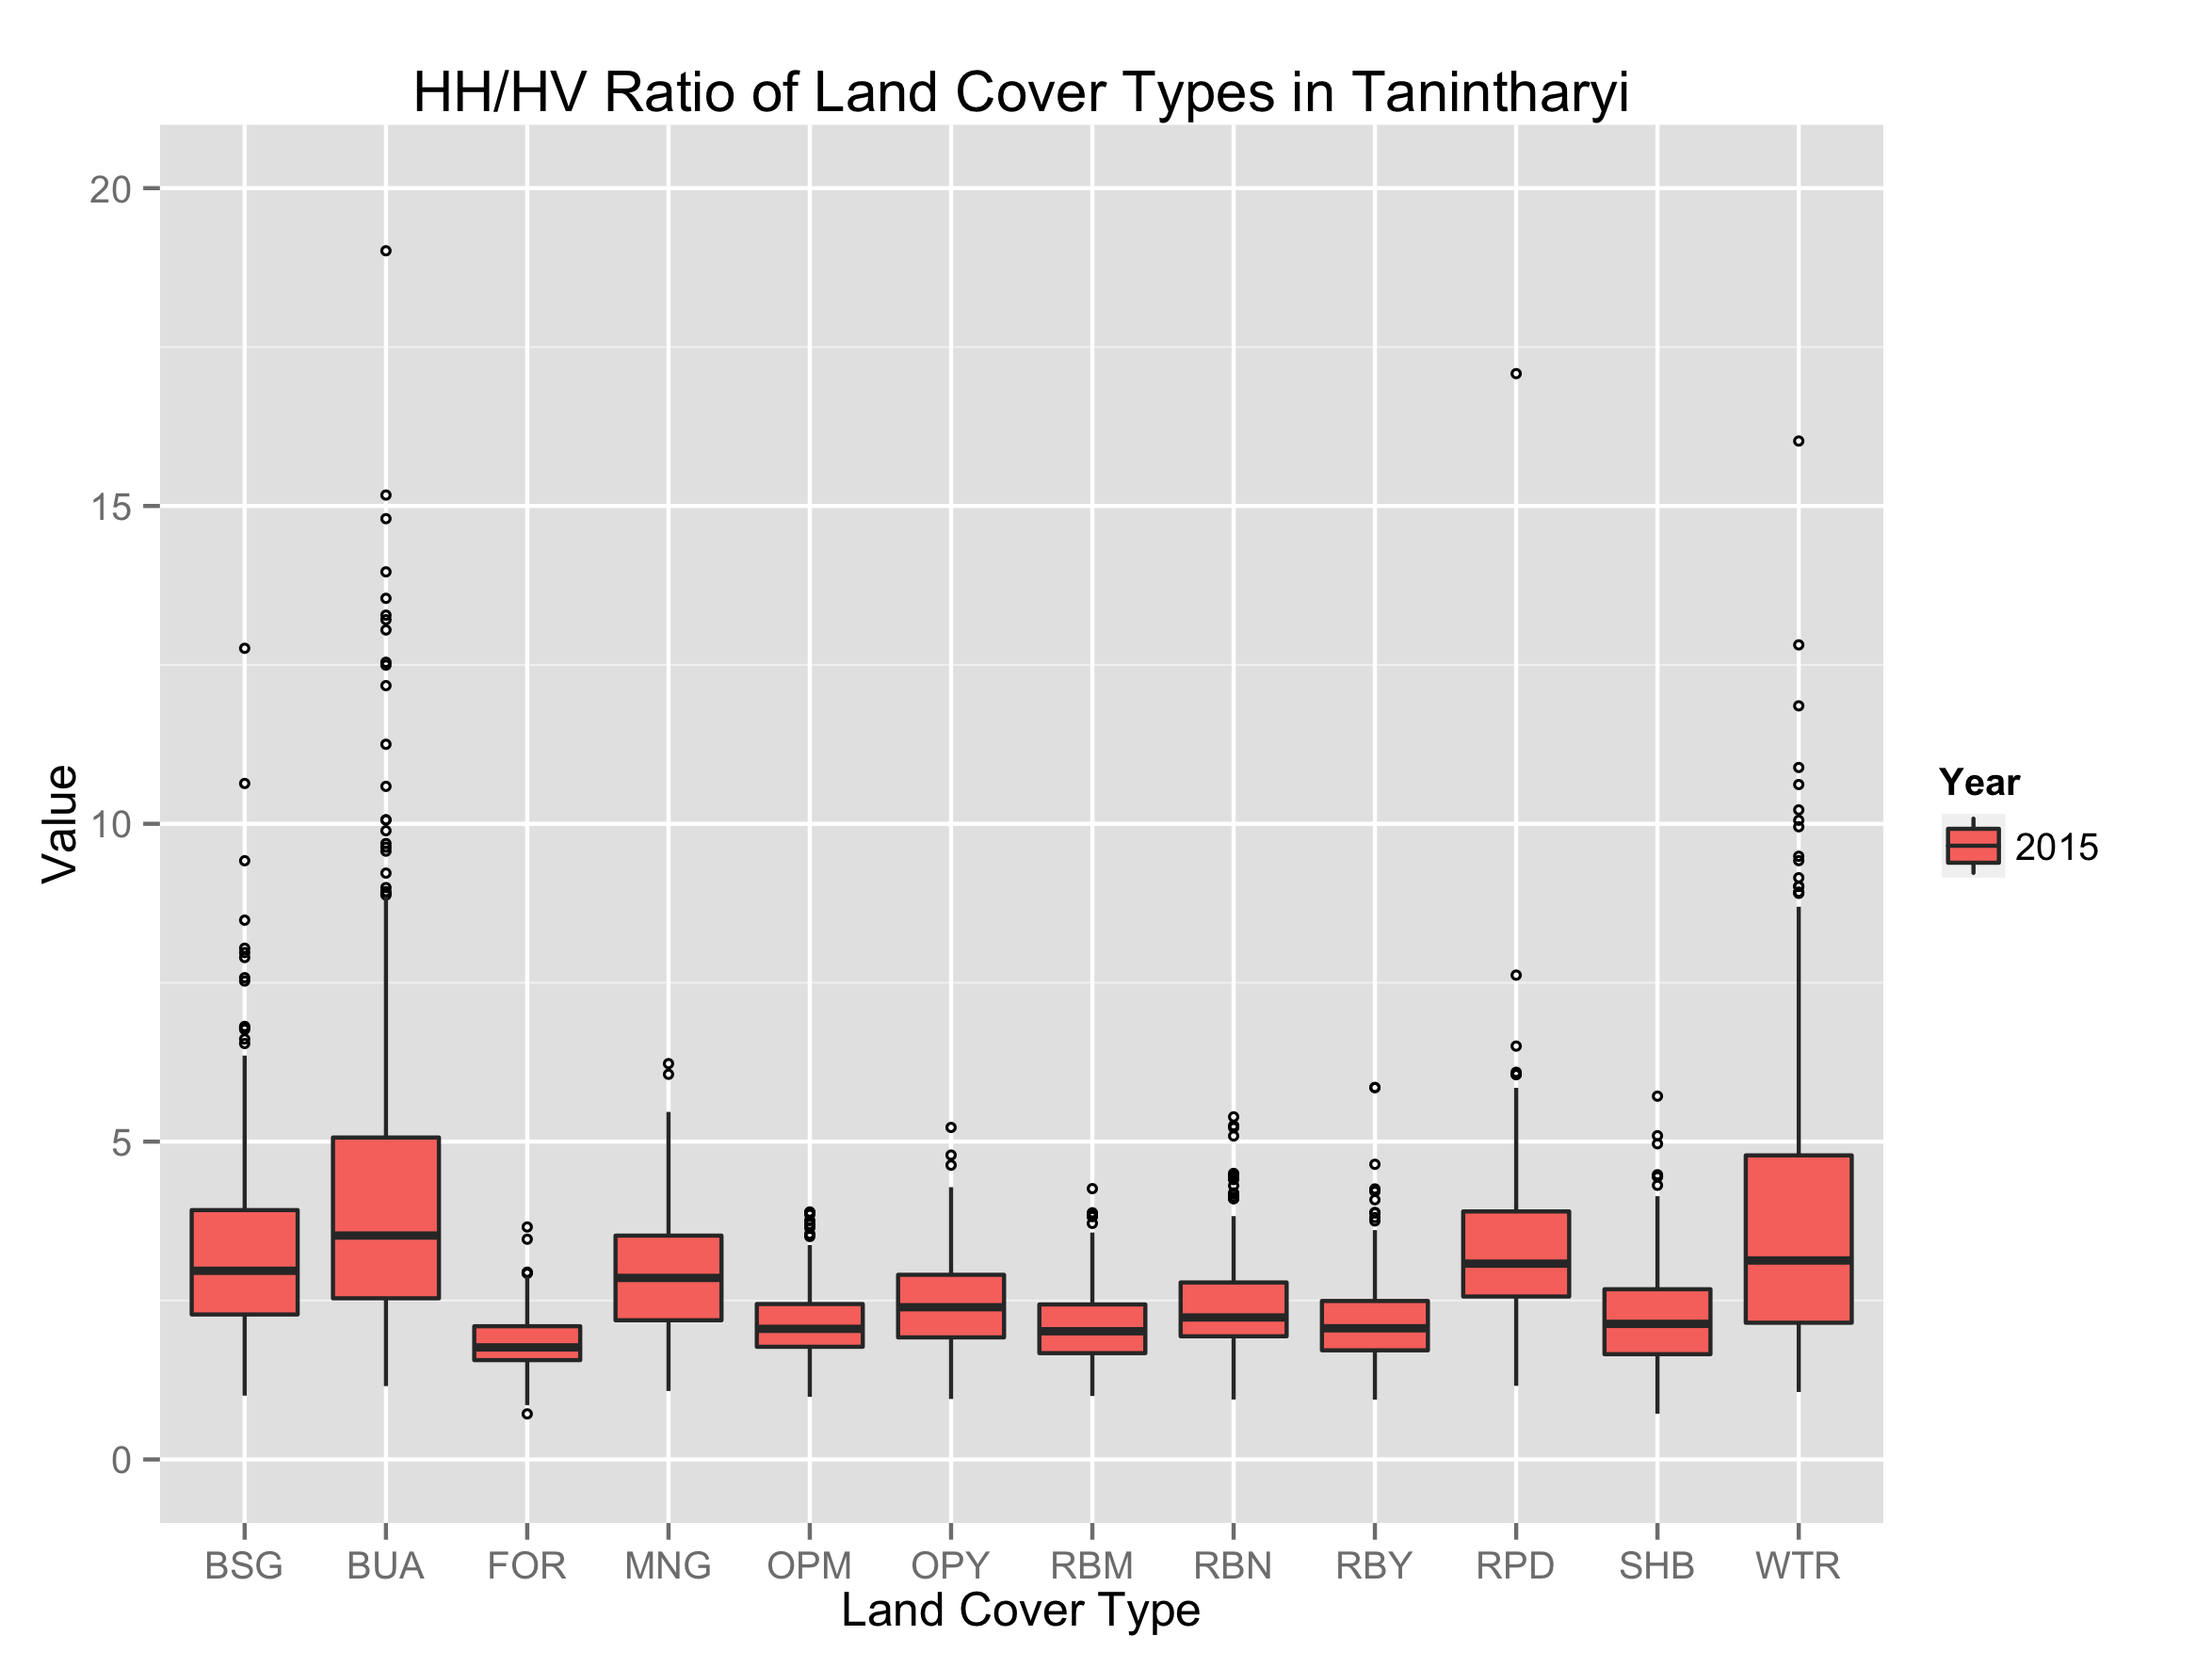 HH/HV Ratio of Land Cover Types in Tanintharyi
20
15
10
5
0
Value
BSG BUA FOR MNG OPM OPY RBM RBN RBY RPD SHB WTR
Land Cover Type
Year
2015